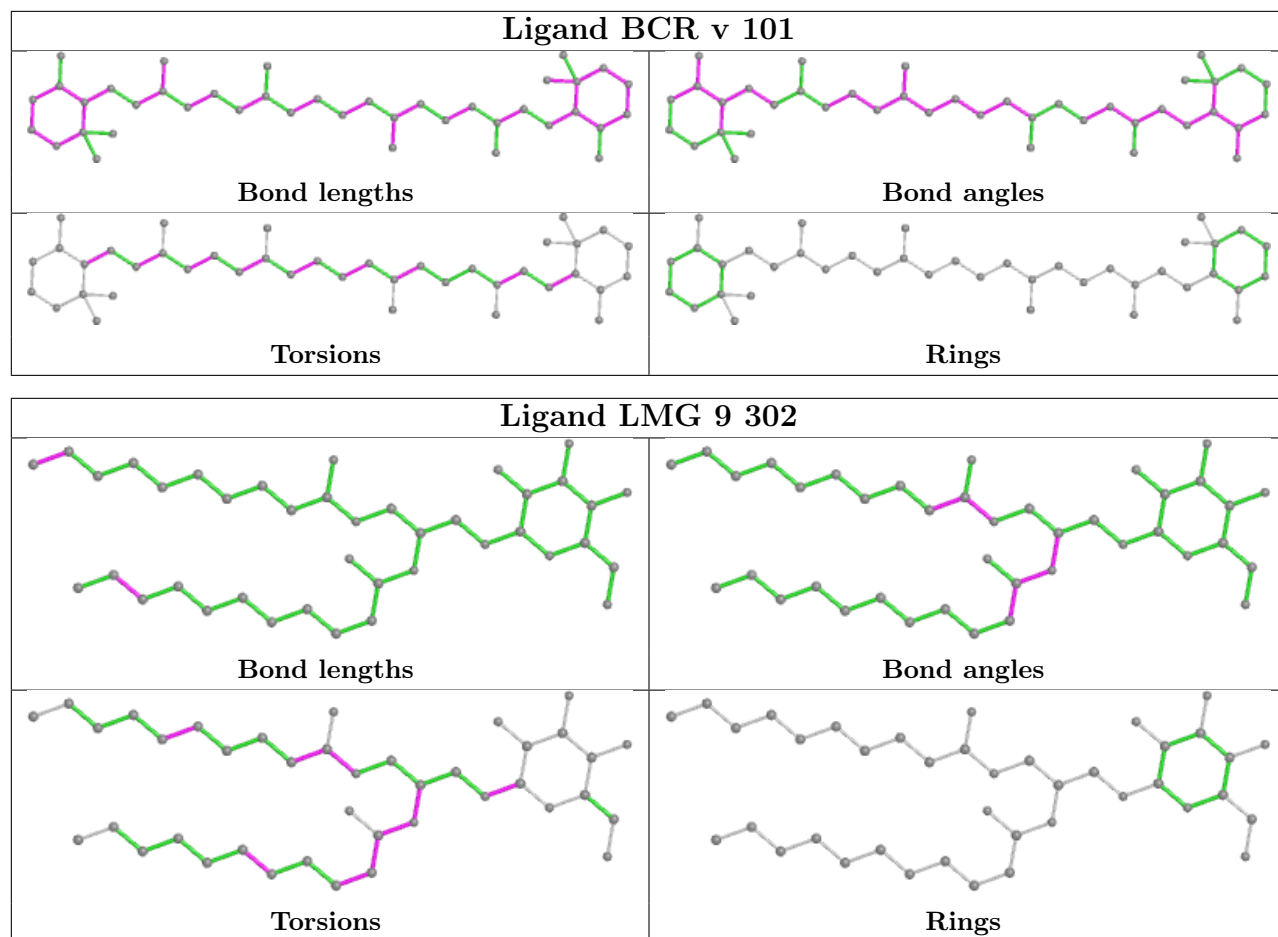 Ligand BCR v 101
Bond lengths
Bond angles
Torsions
Rings
Ligand LMG 9 302
Bond lengths
Bond angles
Torsions
Rings